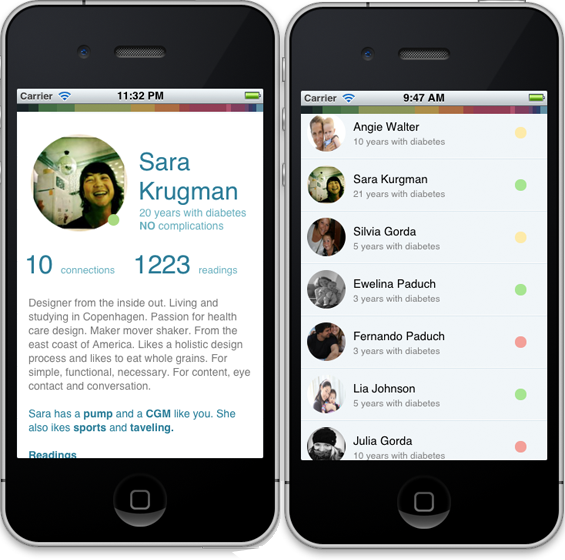 Carrier 11:32 PM
Sara
Krugman
20 years with diabetes
NO complications
10 connections 1223 readings
Designer from the inside out. Living and
studying in Copenhagen. Passion for health
care design. Maker mover shaker. From the
east coast of America. Likes a holistic design
process and likes to eat whole grains. For
simple, functional, necessary. For content, eye
contact and conversation.
Sara has a pump and a CGM like you. She
also ikes sports and taveling.
Readings
Carrier 9:47 AM
Angie Walter
10 years with diabetes
Sara Kurgman
21 years with diabetes
Silvia Gorda
5 years with diabetes
Ewelina Paduch
3 years with diabetes
Fernando Paduch
3 years with diabetes
Lia Johnson
5 years with diabetes
Julia Gorda
10 years with diabetes